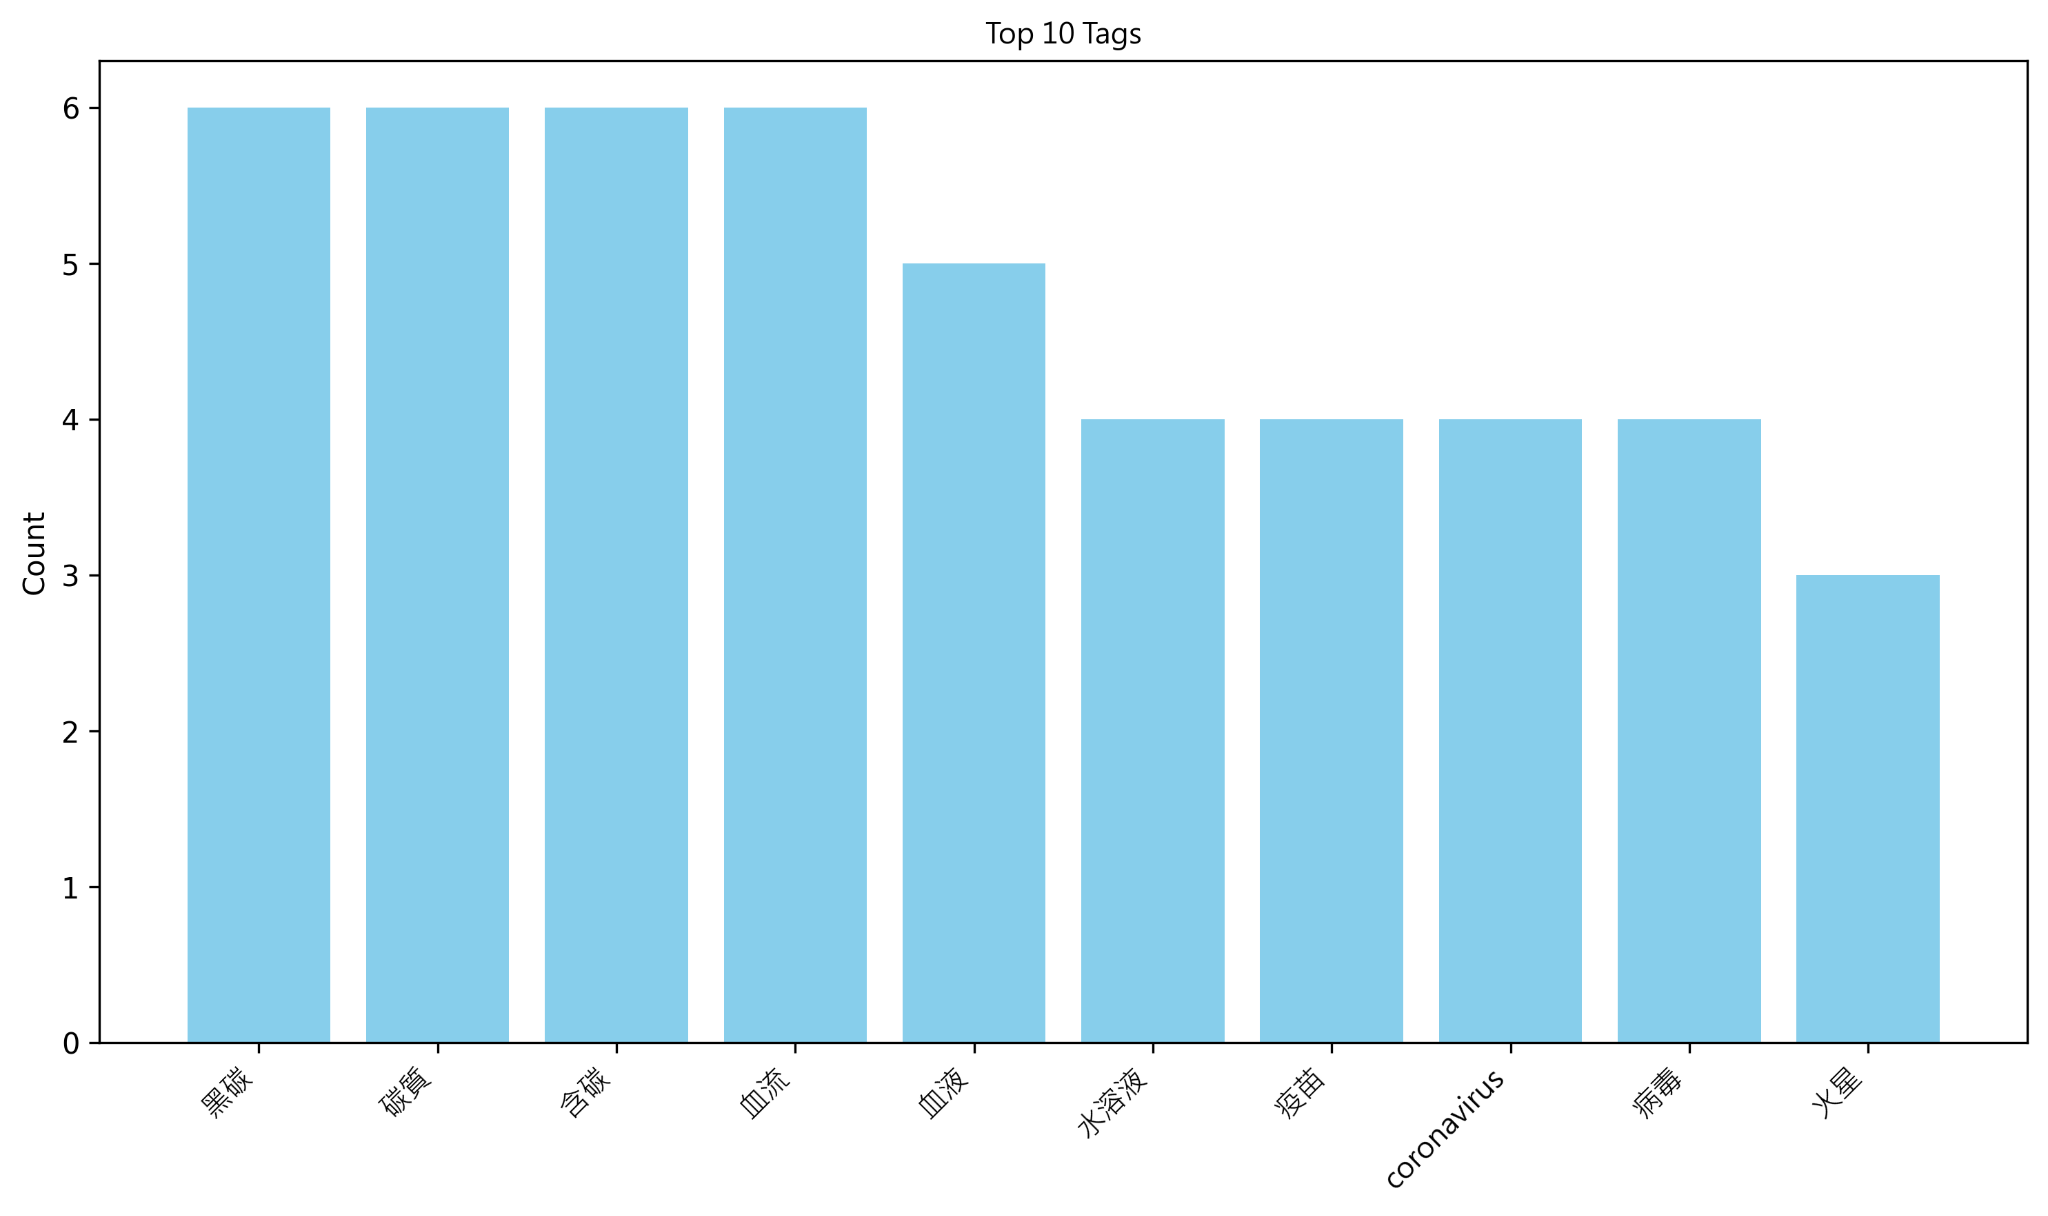 Top 10 Tags
Count
6
5
4
3
2
1
0
黑碳
碳質
含碳
血流
血液
水溶液
疫苗
coronavirus
病毒
火星